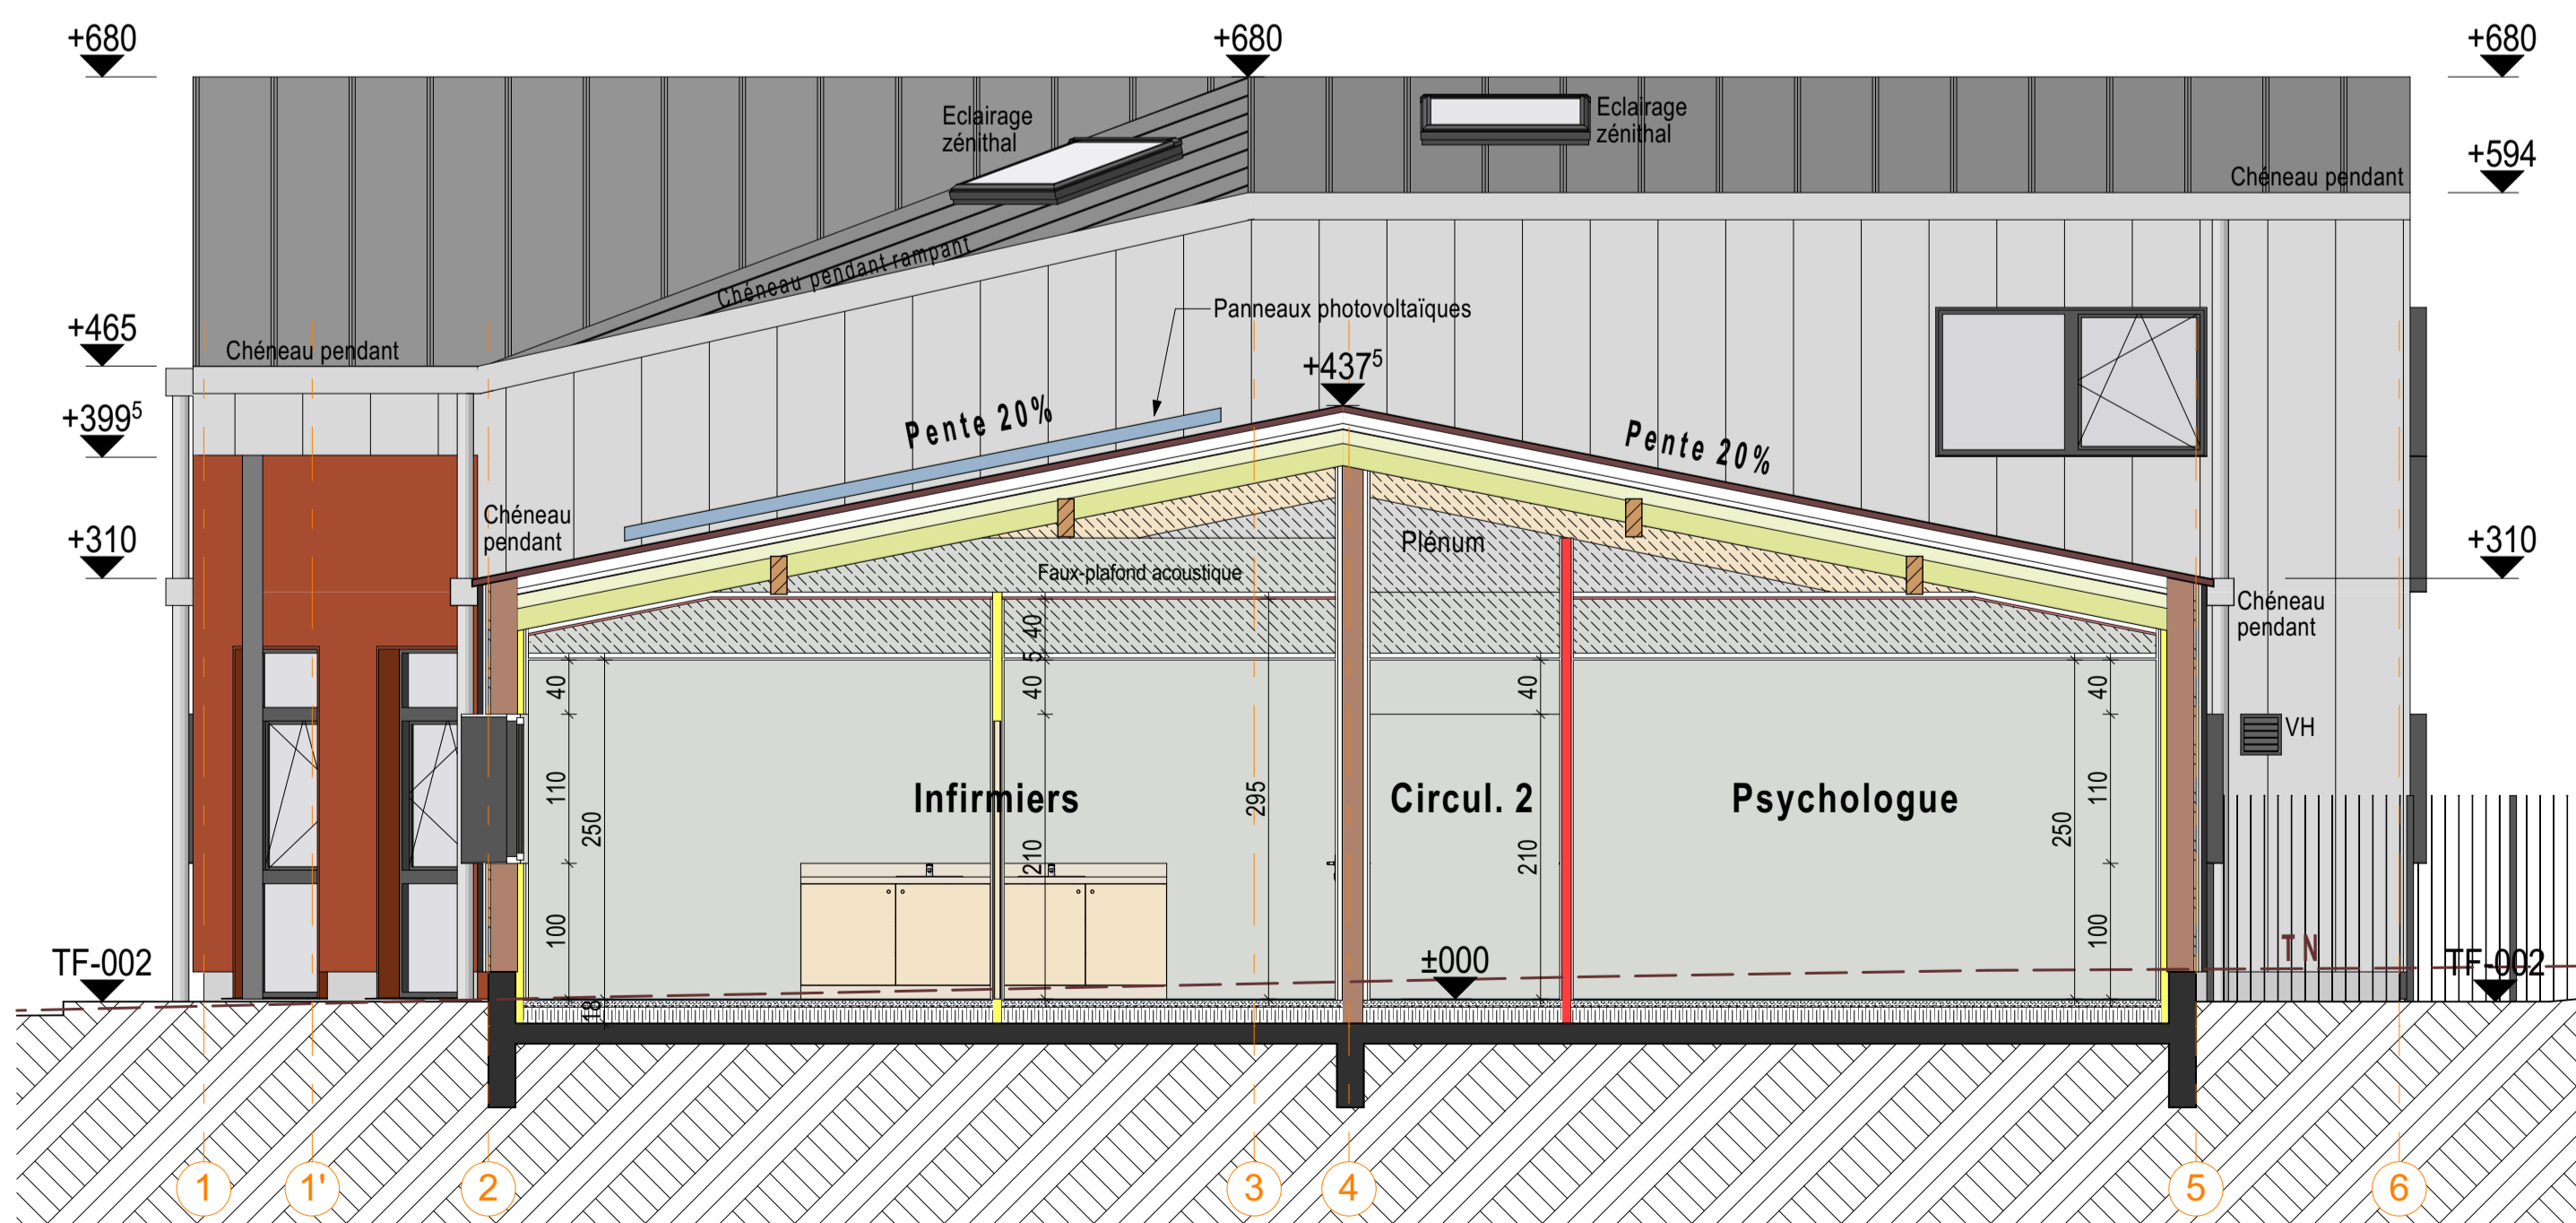 +680
+680
+680
Eclairage
zénithal
Eclairage
zénithal
+594
Chéneau pendant
Chéneau pendant rampant
Panneaux photovoltaïques
+465
Chéneau pendant
+437⁵
+399⁵
Pente 20%
Pente 20%
Chéneau
pendant
+310
Plénum
+310
Faux-plafond acoustique
Chéneau
pendant
40
5
40
40
40
40
VH
110
250
295
110
250
Infirmiers
Circul. 2
Psychologue
210
210
100
100
TF-002
±000
TN
TF-002
18
1
1'
2
3
4
5
6